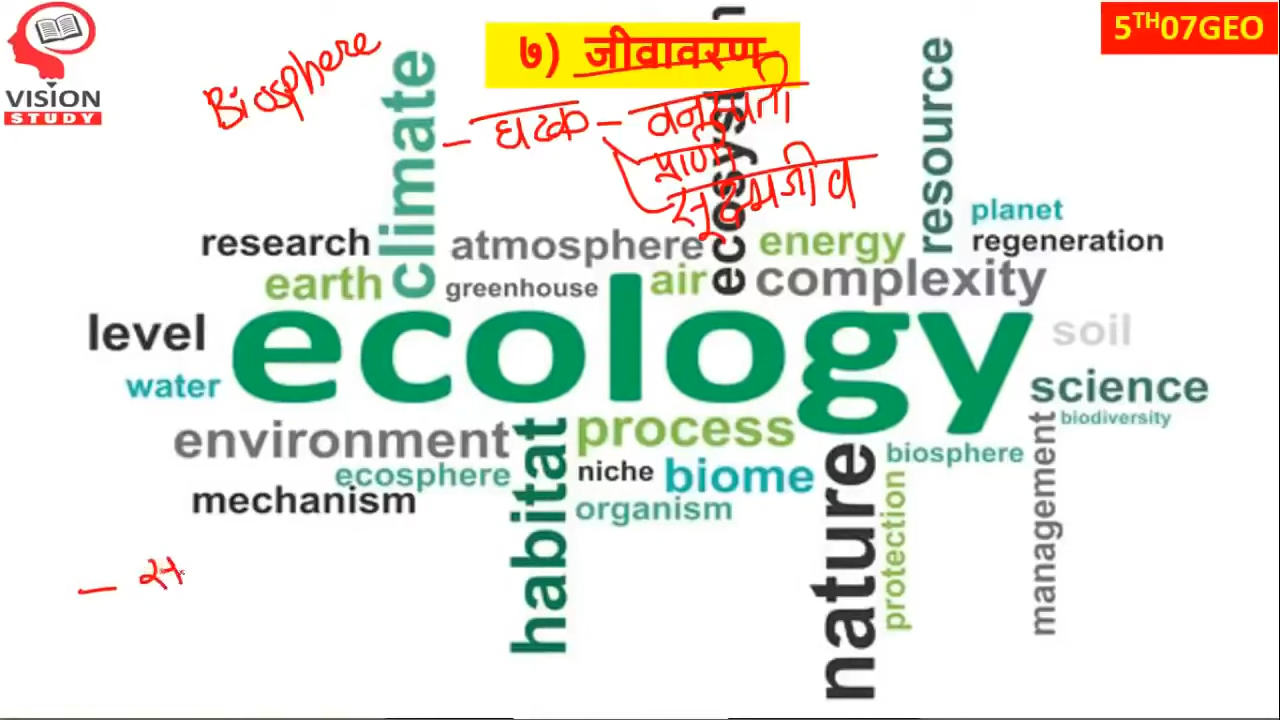 VISION
STUDY
५TH07GEO
७) जीवावरण
Biosphere
– घटक – वनस्पती
प्राणी
सूक्ष्मजीव
climate
ecosyst
resource
planet
research
atmosphere
energy
regeneration
earth
greenhouse
air
complexity
level
ecology
soil
water
science
biodiversity
environment
process
biosphere
ecosphere
niche
biome
mechanism
organism
habitat
nature
protection
management